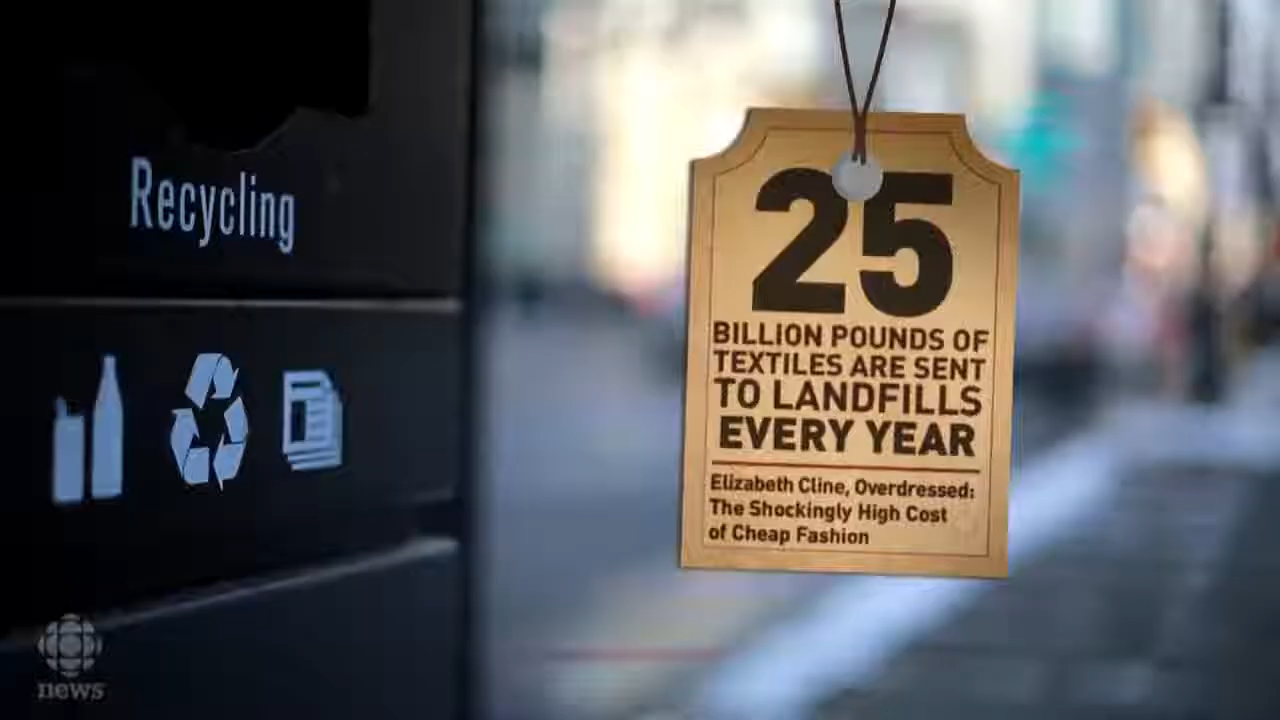 Recycling
25
BILLION POUNDS OF
TEXTILES ARE SENT
TO LANDFILLS
EVERY YEAR
Elizabeth Cline, Overdressed:
The Shockingly High Cost
of Cheap Fashion
news